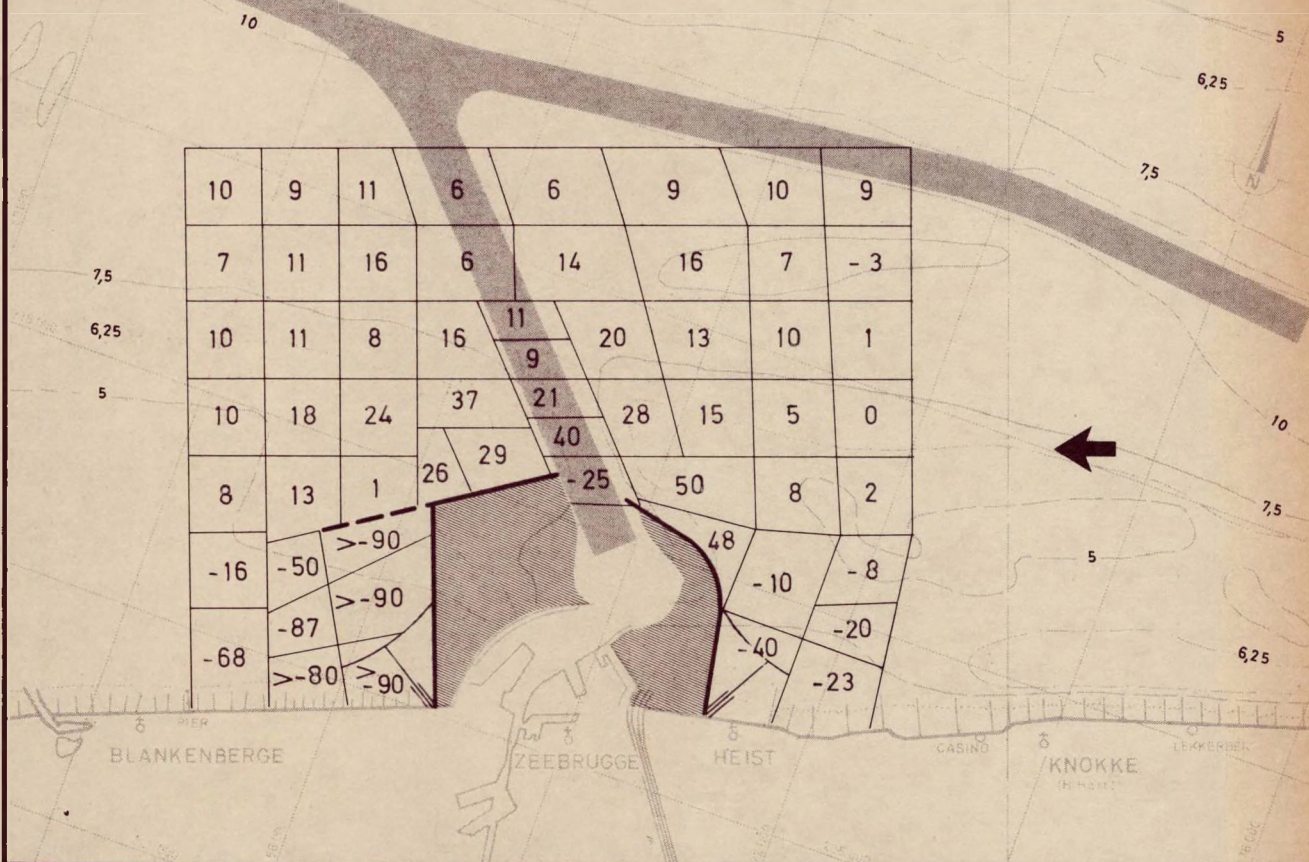 10
5
6,25
7,5
N
10 9 11 6 6 9 10 9
7 11 16 6 14 16 7 - 3
7,5
11
6,25
10 11 8 16 20 13 10 1
9
5
37 21
10 18 24 28 15 5 0
10
40
29
26 - 25 50
8 13 1 8 2
7,5
>-90 48
5
-16 -50 -10 - 8
>-90
-87 -20
-40
6,25
-68 >-80 >-90 -23
PIER
BLANKENBERGE ZEEBRUGGE HEIST CASINO KNOKKE